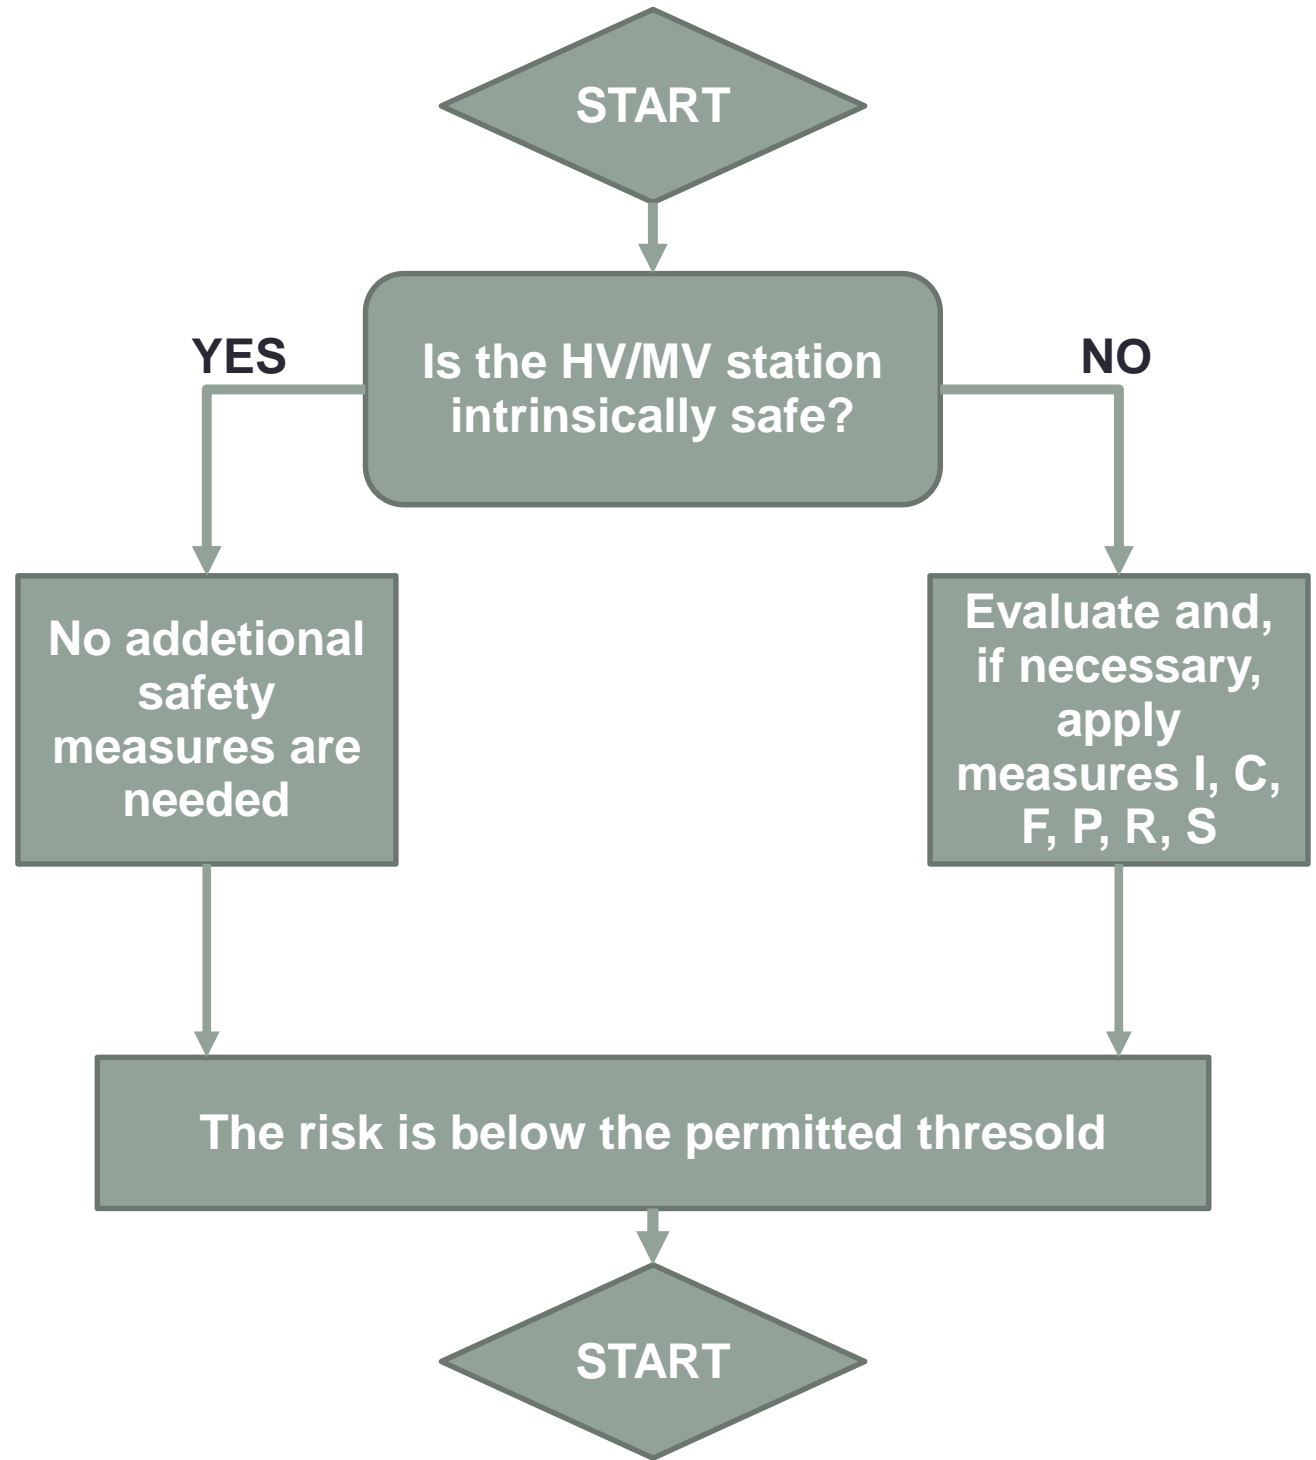 START
YES
Is the HV/MV station
intrinsically safe?
NO
No addetional
safety
measures are
needed
Evaluate and,
if necessary,
apply
measures I, C,
F, P, R, S
The risk is below the permitted thresold
START